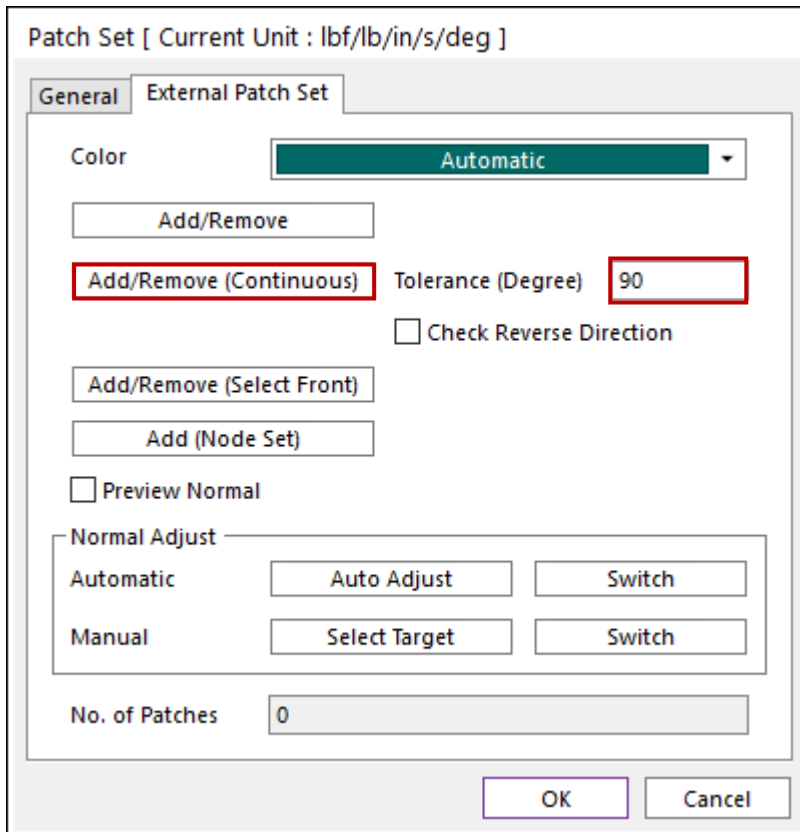 Patch Set [ Current Unit : lbf/lb/in/s/deg ]
General External Patch Set
Color Automatic
Add/Remove
Add/Remove (Continuous) Tolerance (Degree) 90
Check Reverse Direction
Add/Remove (Select Front)
Add (Node Set)
Preview Normal
Normal Adjust
Automatic Auto Adjust Switch
Manual Select Target Switch
No. of Patches 0
OK Cancel